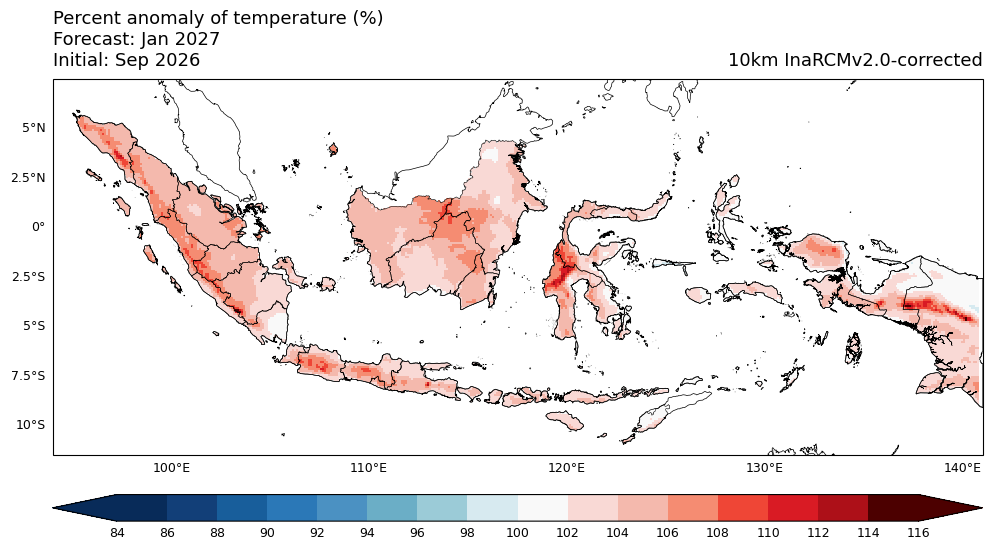 Percent anomaly of temperature (%)
Forecast: Jan 2027
Initial: Sep 2026
10km InaRCMv2.0-corrected
5°N
2.5°N
0°
2.5°S
5°S
7.5°S
10°S
100°E 110°E 120°E 130°E 140°E
84 86 88 90 92 94 96 98 100 102 104 106 108 110 112 114 116